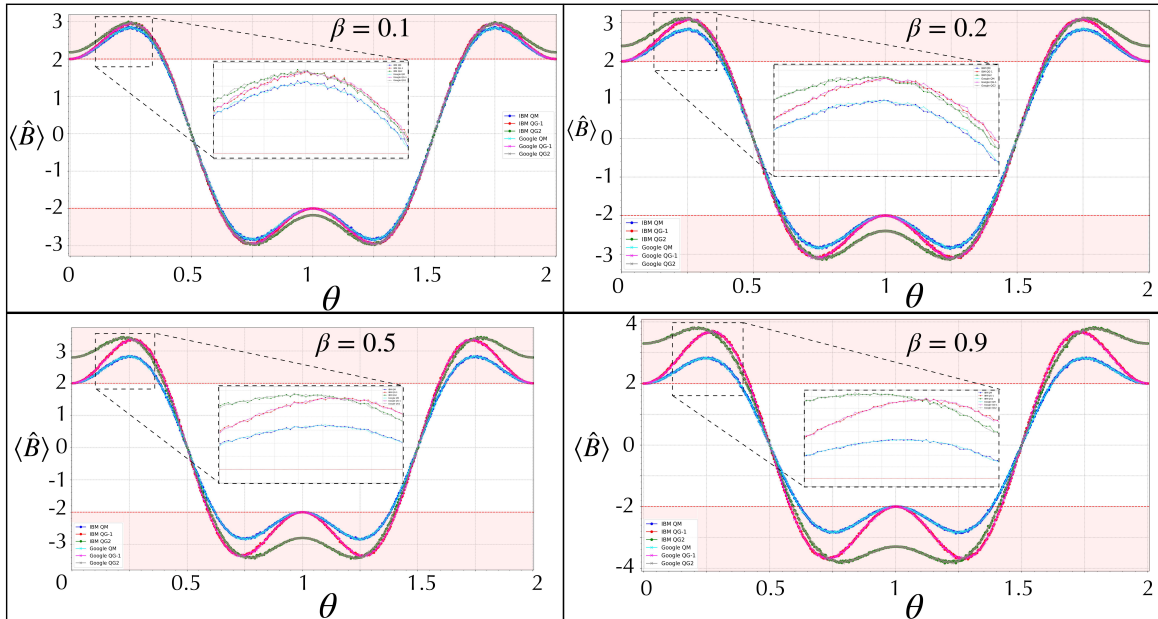 β = 0.1
⟨B̂⟩
3
2
1
0
-1
-2
-3
IBM QM
IBM QG-1
IBM QG2
Google QM
Google QG-1
Google QG2
0
0.5
1
1.5
2
θ
β = 0.2
⟨B̂⟩
3
2
1
0
-1
-2
-3
IBM QM
IBM QG-1
IBM QG2
Google QM
Google QG-1
Google QG2
0
0.5
1
1.5
2
θ
β = 0.5
⟨B̂⟩
3
2
1
0
-1
-2
-3
IBM QM
IBM QG-1
IBM QG2
Google QM
Google QG-1
Google QG2
0
0.5
1
1.5
2
θ
β = 0.9
⟨B̂⟩
4
2
0
-2
-4
IBM QM
IBM QG-1
IBM QG2
Google QM
Google QG-1
Google QG2
0
0.5
1
1.5
2
θ